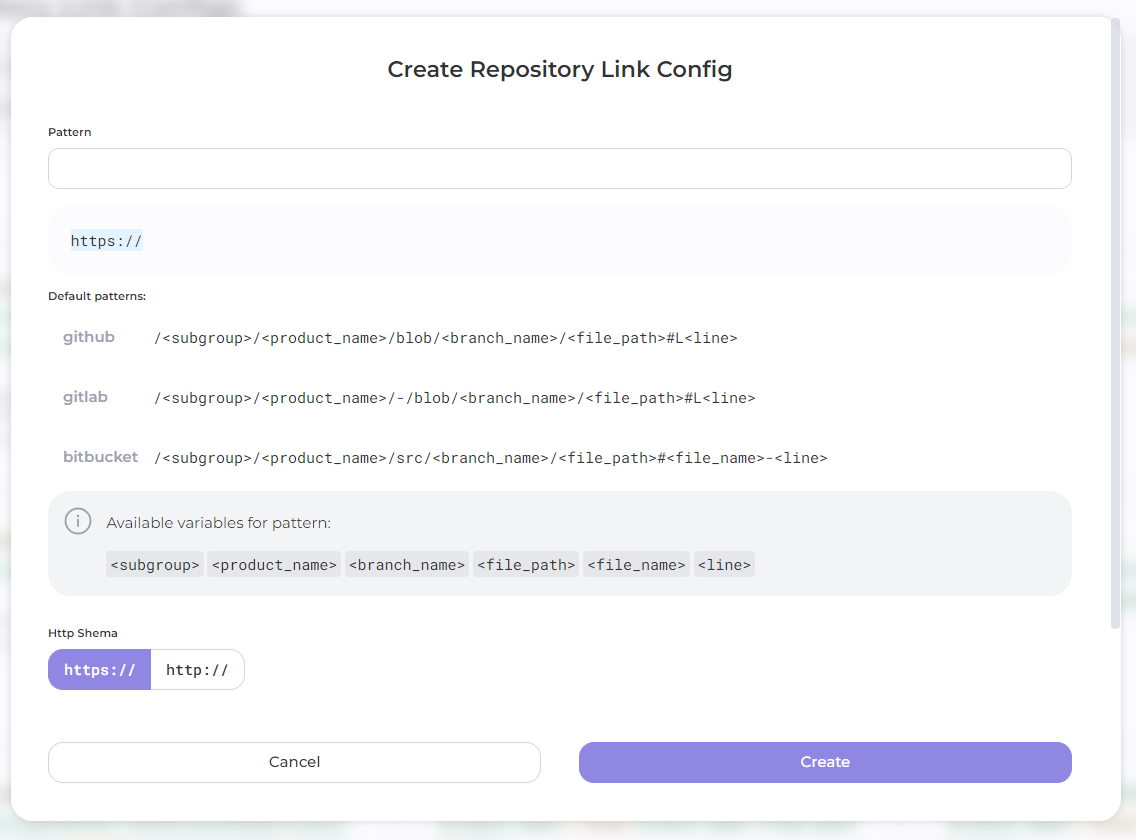 Create Repository Link Config
Pattern
https://
Default patterns:
github /<subgroup>/<product_name>/blob/<branch_name>/<file_path>#L<line>
gitlab /<subgroup>/<product_name>/-/blob/<branch_name>/<file_path>#L<line>
bitbucket /<subgroup>/<product_name>/src/<branch_name>/<file_path>#<file_name>-<line>
Available variables for pattern:
<subgroup> <product_name> <branch_name> <file_path> <file_name> <line>
Http Shema
https:// http://
Cancel Create